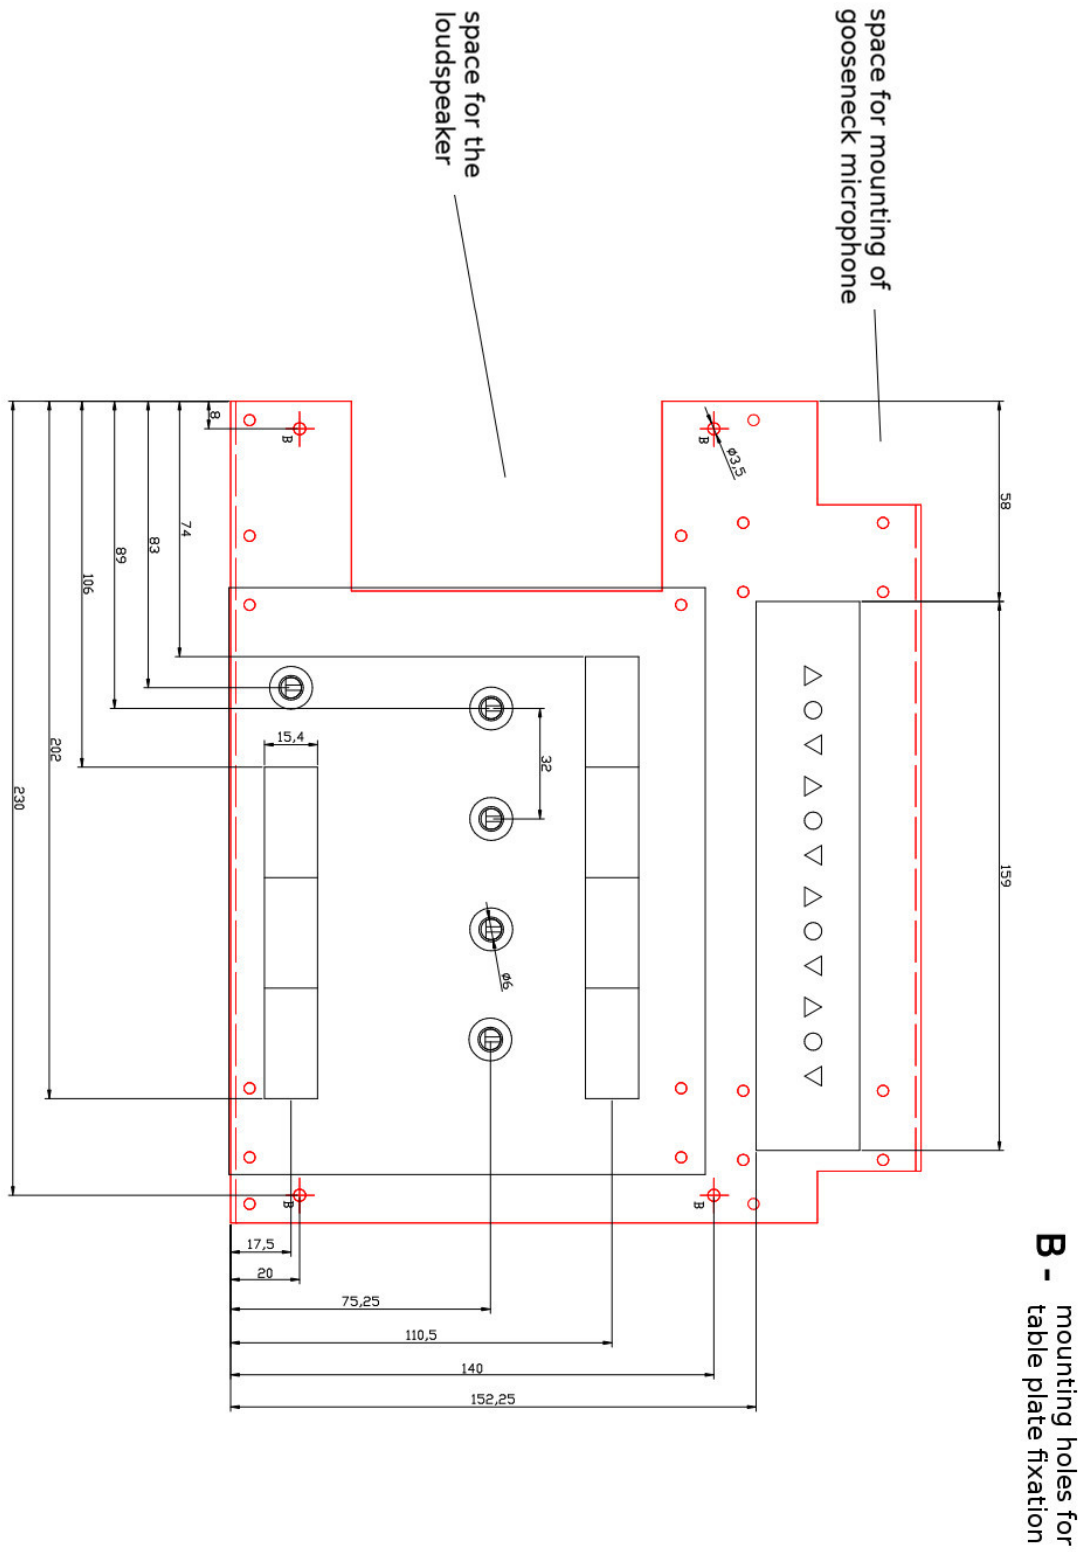 space for mounting of
gooseneck microphone
space for the
loudspeaker
8
B
B
ø3,5
58
74
83
89
106
202
230
15,4
32
ø6
159
B
B
17,5
20
75,25
110,5
140
152,25
B - mounting holes for
table plate fixation